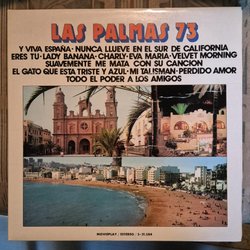 LAS PALMAS 73
Y VIVA ESPAÑA·NUNCA LLUEVE EN EL SUR DE CALIFORNIA
ERES TU·LADY BANANA·CHARLY·EVA MARIA·VELVET MORNING
SUAVEMENTE ME MATA CON SU CANCION
EL GATO QUE ESTA TRISTE Y AZUL·MI TALISMAN·PERDIDO AMOR
TODO EL PODER A LOS AMIGOS
MOVIEPLAY / ESTEREO /